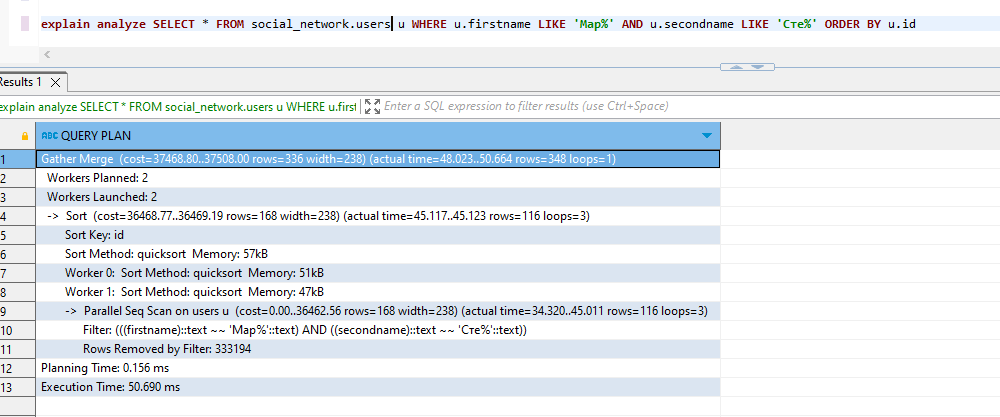 explain analyze SELECT * FROM social_network.users u WHERE u.firstname LIKE 'Мар%' AND u.secondname LIKE 'Сте%' ORDER BY u.id
Results 1
explain analyze SELECT * FROM social_network.users u WHERE u.first
Enter a SQL expression to filter results (use Ctrl+Space)
ABC QUERY PLAN
1 Gather Merge (cost=37468.80..37508.00 rows=336 width=238) (actual time=48.023..50.664 rows=348 loops=1)
2 Workers Planned: 2
3 Workers Launched: 2
4 -> Sort (cost=36468.77..36469.19 rows=168 width=238) (actual time=45.117..45.123 rows=116 loops=3)
5 Sort Key: id
6 Sort Method: quicksort Memory: 57kB
7 Worker 0: Sort Method: quicksort Memory: 51kB
8 Worker 1: Sort Method: quicksort Memory: 47kB
9 -> Parallel Seq Scan on users u (cost=0.00..36462.56 rows=168 width=238) (actual time=34.320..45.011 rows=116 loops=3)
10 Filter: (((firstname)::text ~~ 'Мар%'::text) AND ((secondname)::text ~~ 'Сте%'::text))
11 Rows Removed by Filter: 333194
12 Planning Time: 0.156 ms
13 Execution Time: 50.690 ms